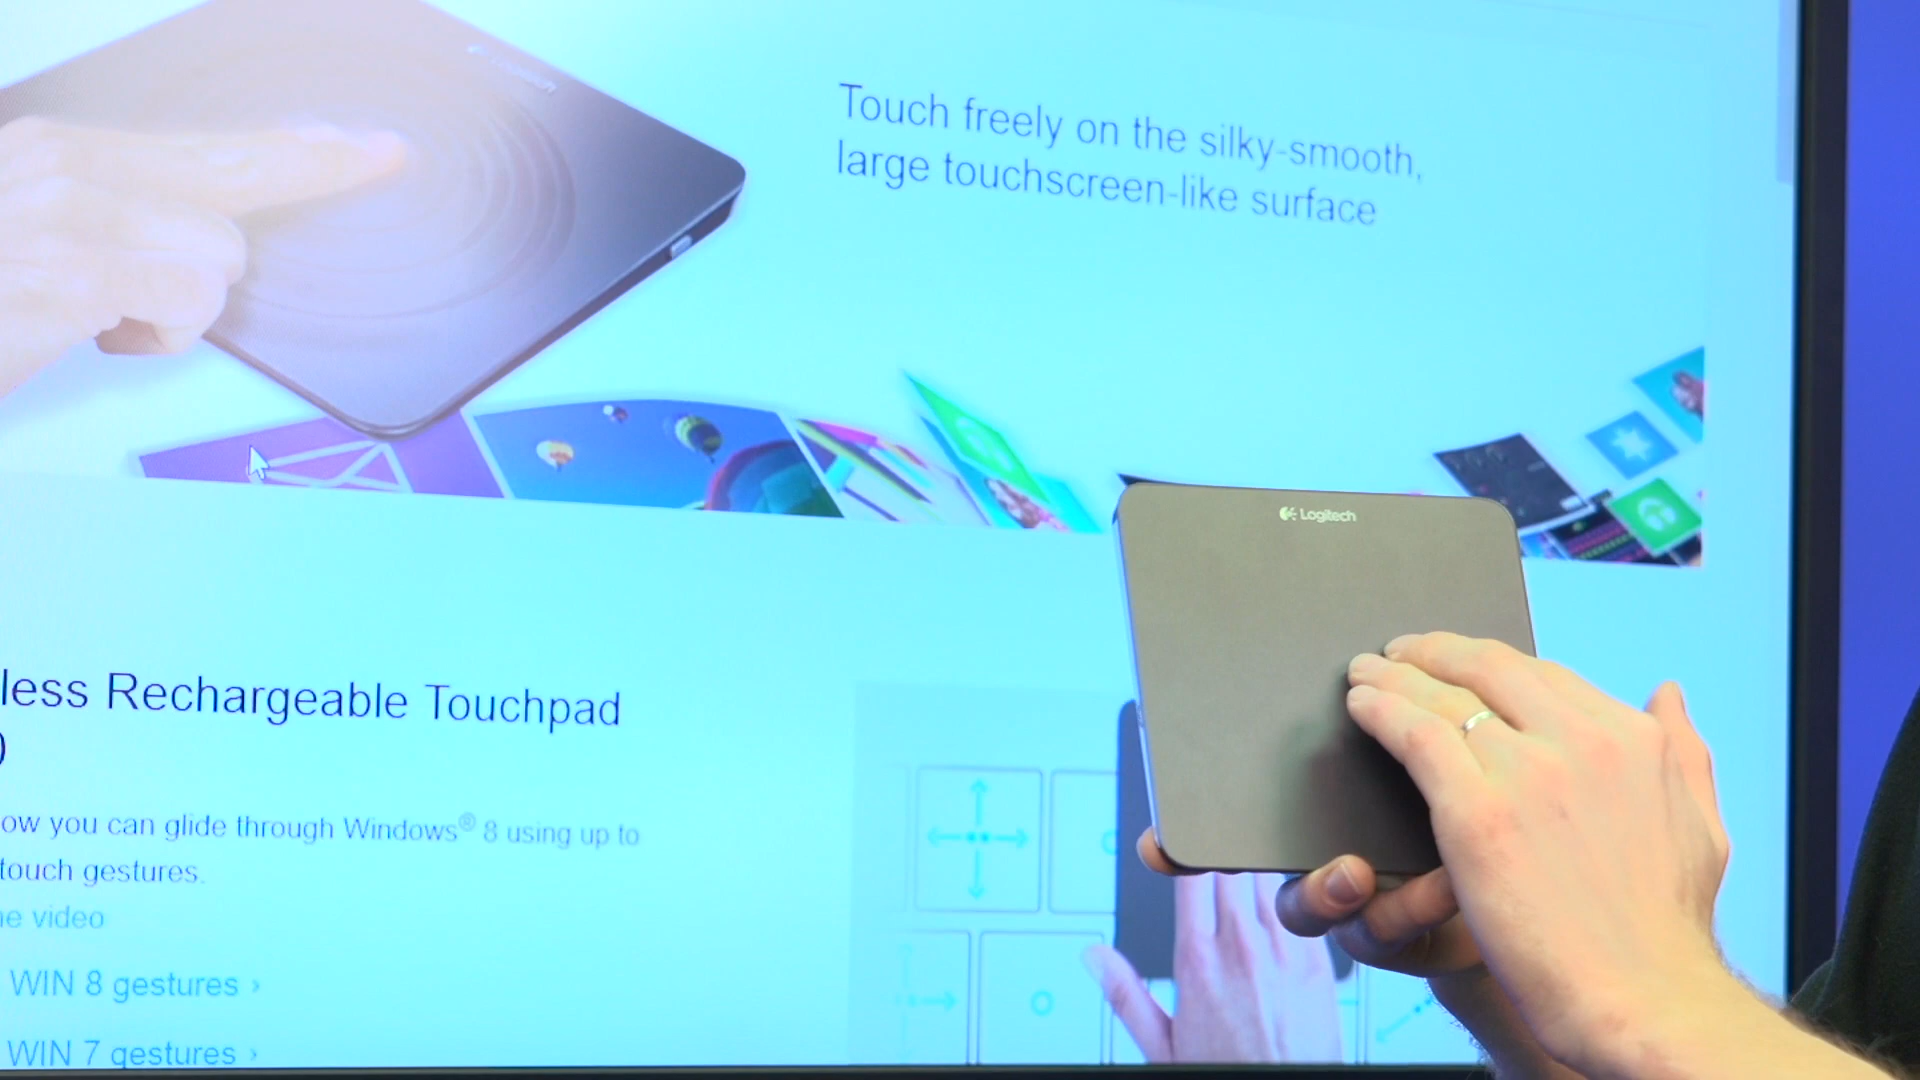 Touch freely on the silky-smooth,
large touchscreen-like surface
Logitech
less Rechargeable Touchpad
ow you can glide through Windows® 8 using up to
touch gestures.
ne video
WIN 8 gestures ›
WIN 7 gestures ›